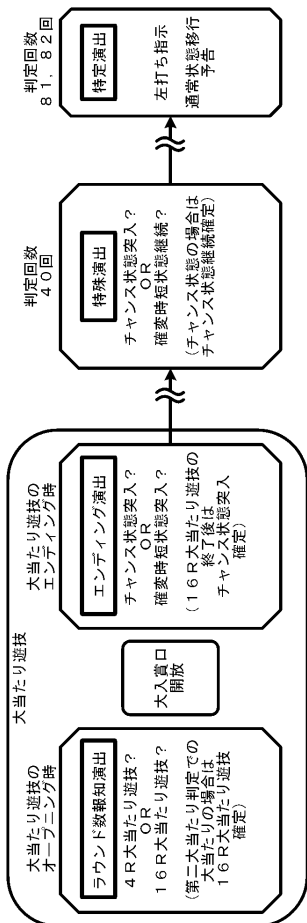 大当たり遊技
大当たり遊技の
オープニング時
ラウンド数報知演出
4R大当たり遊技?
OR
16R大当たり遊技?
(第二大当たり判定での
大当たりの場合は
16R大当たり遊技
確定)
大入賞口
開放
大当たり遊技の
エンディング時
エンディング演出
チャンス状態突入?
OR
確変時短状態突入?
(16R大当たり遊技の
終了後は
チャンス状態突入
確定)
判定回数
40回
特殊演出
チャンス状態突入?
OR
確変時短状態継続?
(チャンス状態の場合は
チャンス状態継続確定)
判定回数
81,82回
特定演出
左打ち指示
通常状態移行
予告